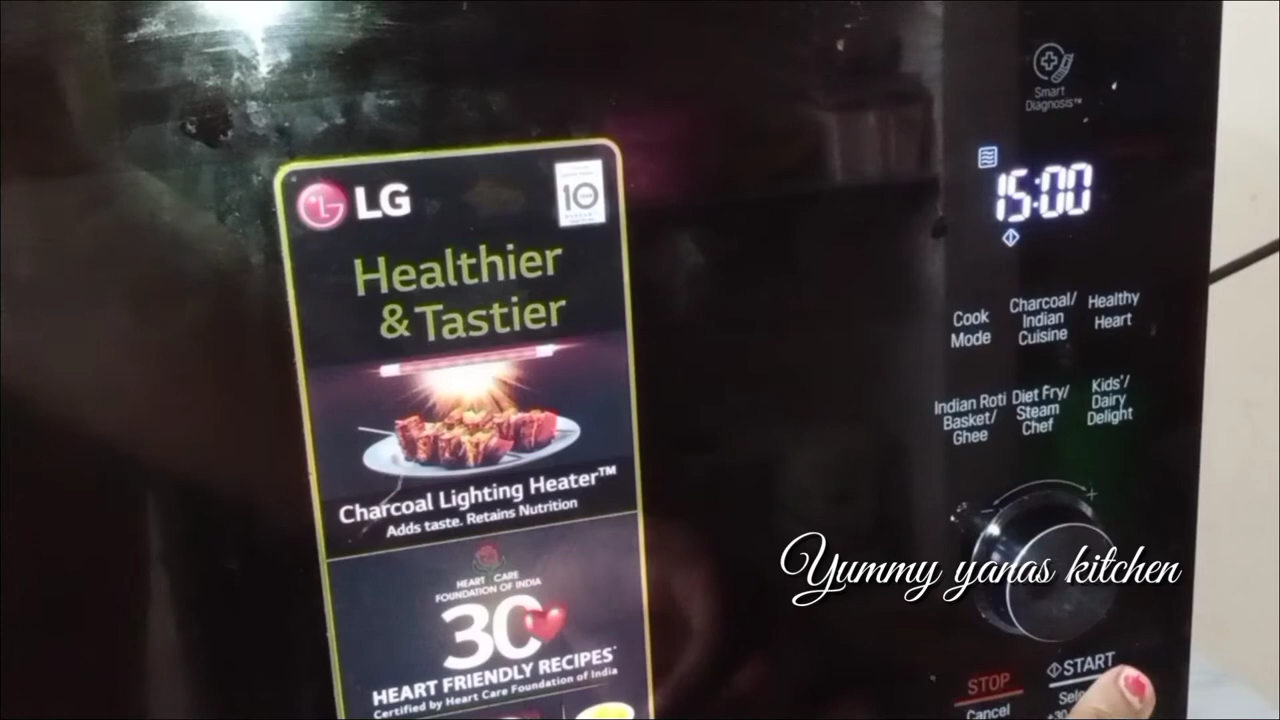 LG
10
Healthier
& Tastier
Charcoal Lighting Heater™
Adds taste. Retains Nutrition
HEART CARE
FOUNDATION OF INDIA
30
HEART FRIENDLY RECIPES*
Certified by Heart Care Foundation of India
Smart
Diagnosis™
15:00
Cook
Mode
Charcoal/
Indian
Cuisine
Healthy
Heart
Indian Roti
Basket/
Ghee
Diet Fry/
Steam
Chef
Kids'/
Dairy
Delight
+
Yummy yanas kitchen
STOP
Cancel
START